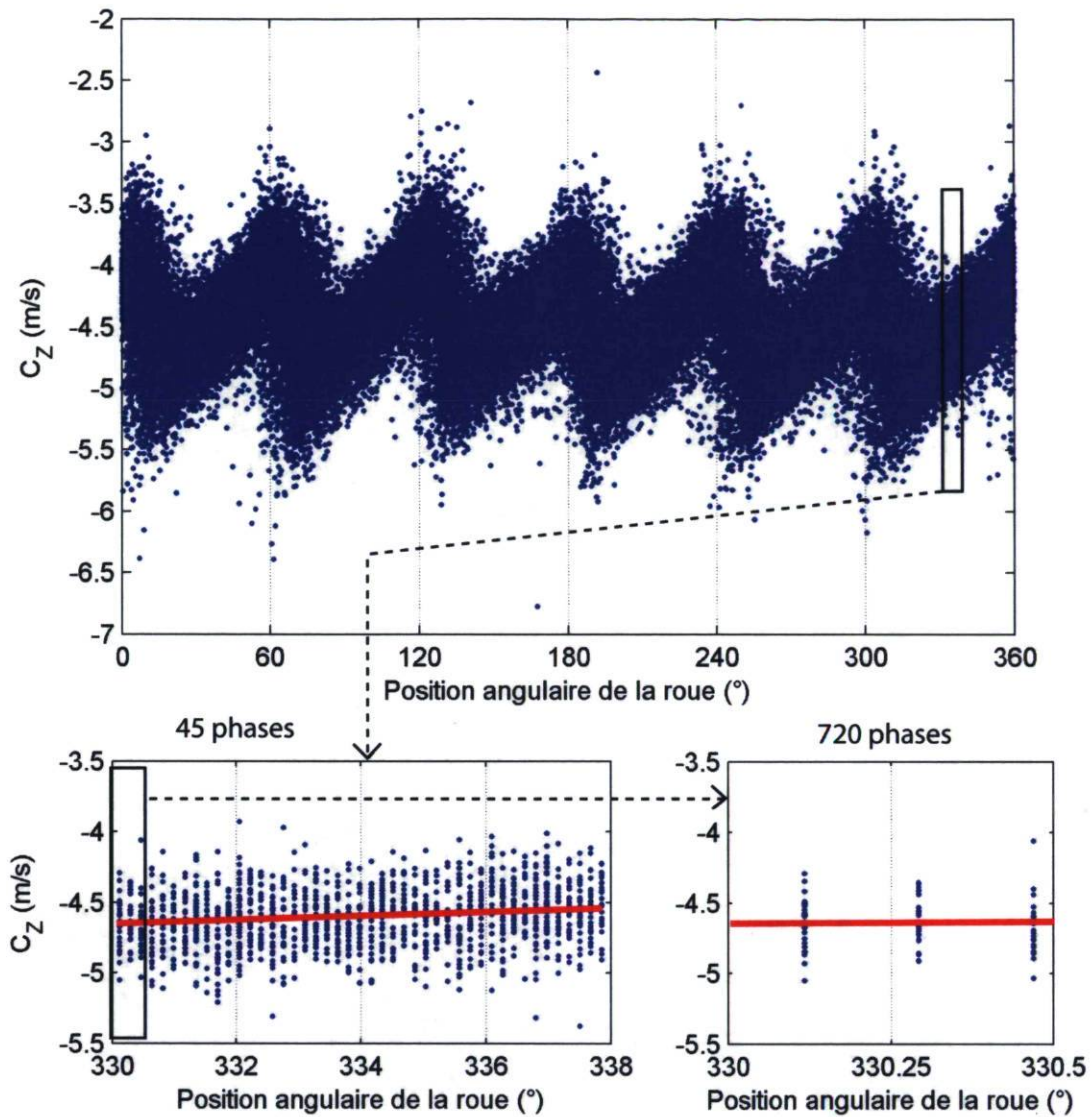 -2
-2.5
-3
-3.5
-4
-4.5
-5
-5.5
-6
-6.5
-7
C_Z (m/s)
0 60 120 180 240 300 360
Position angulaire de la roue (°)
45 phases
720 phases
-3.5
-4
-4.5
-5
-5.5
C_Z (m/s)
330 332 334 336 338
Position angulaire de la roue (°)
-3.5
-4
-4.5
-5
-5.5
330 330.25 330.5
Position angulaire de la roue (°)